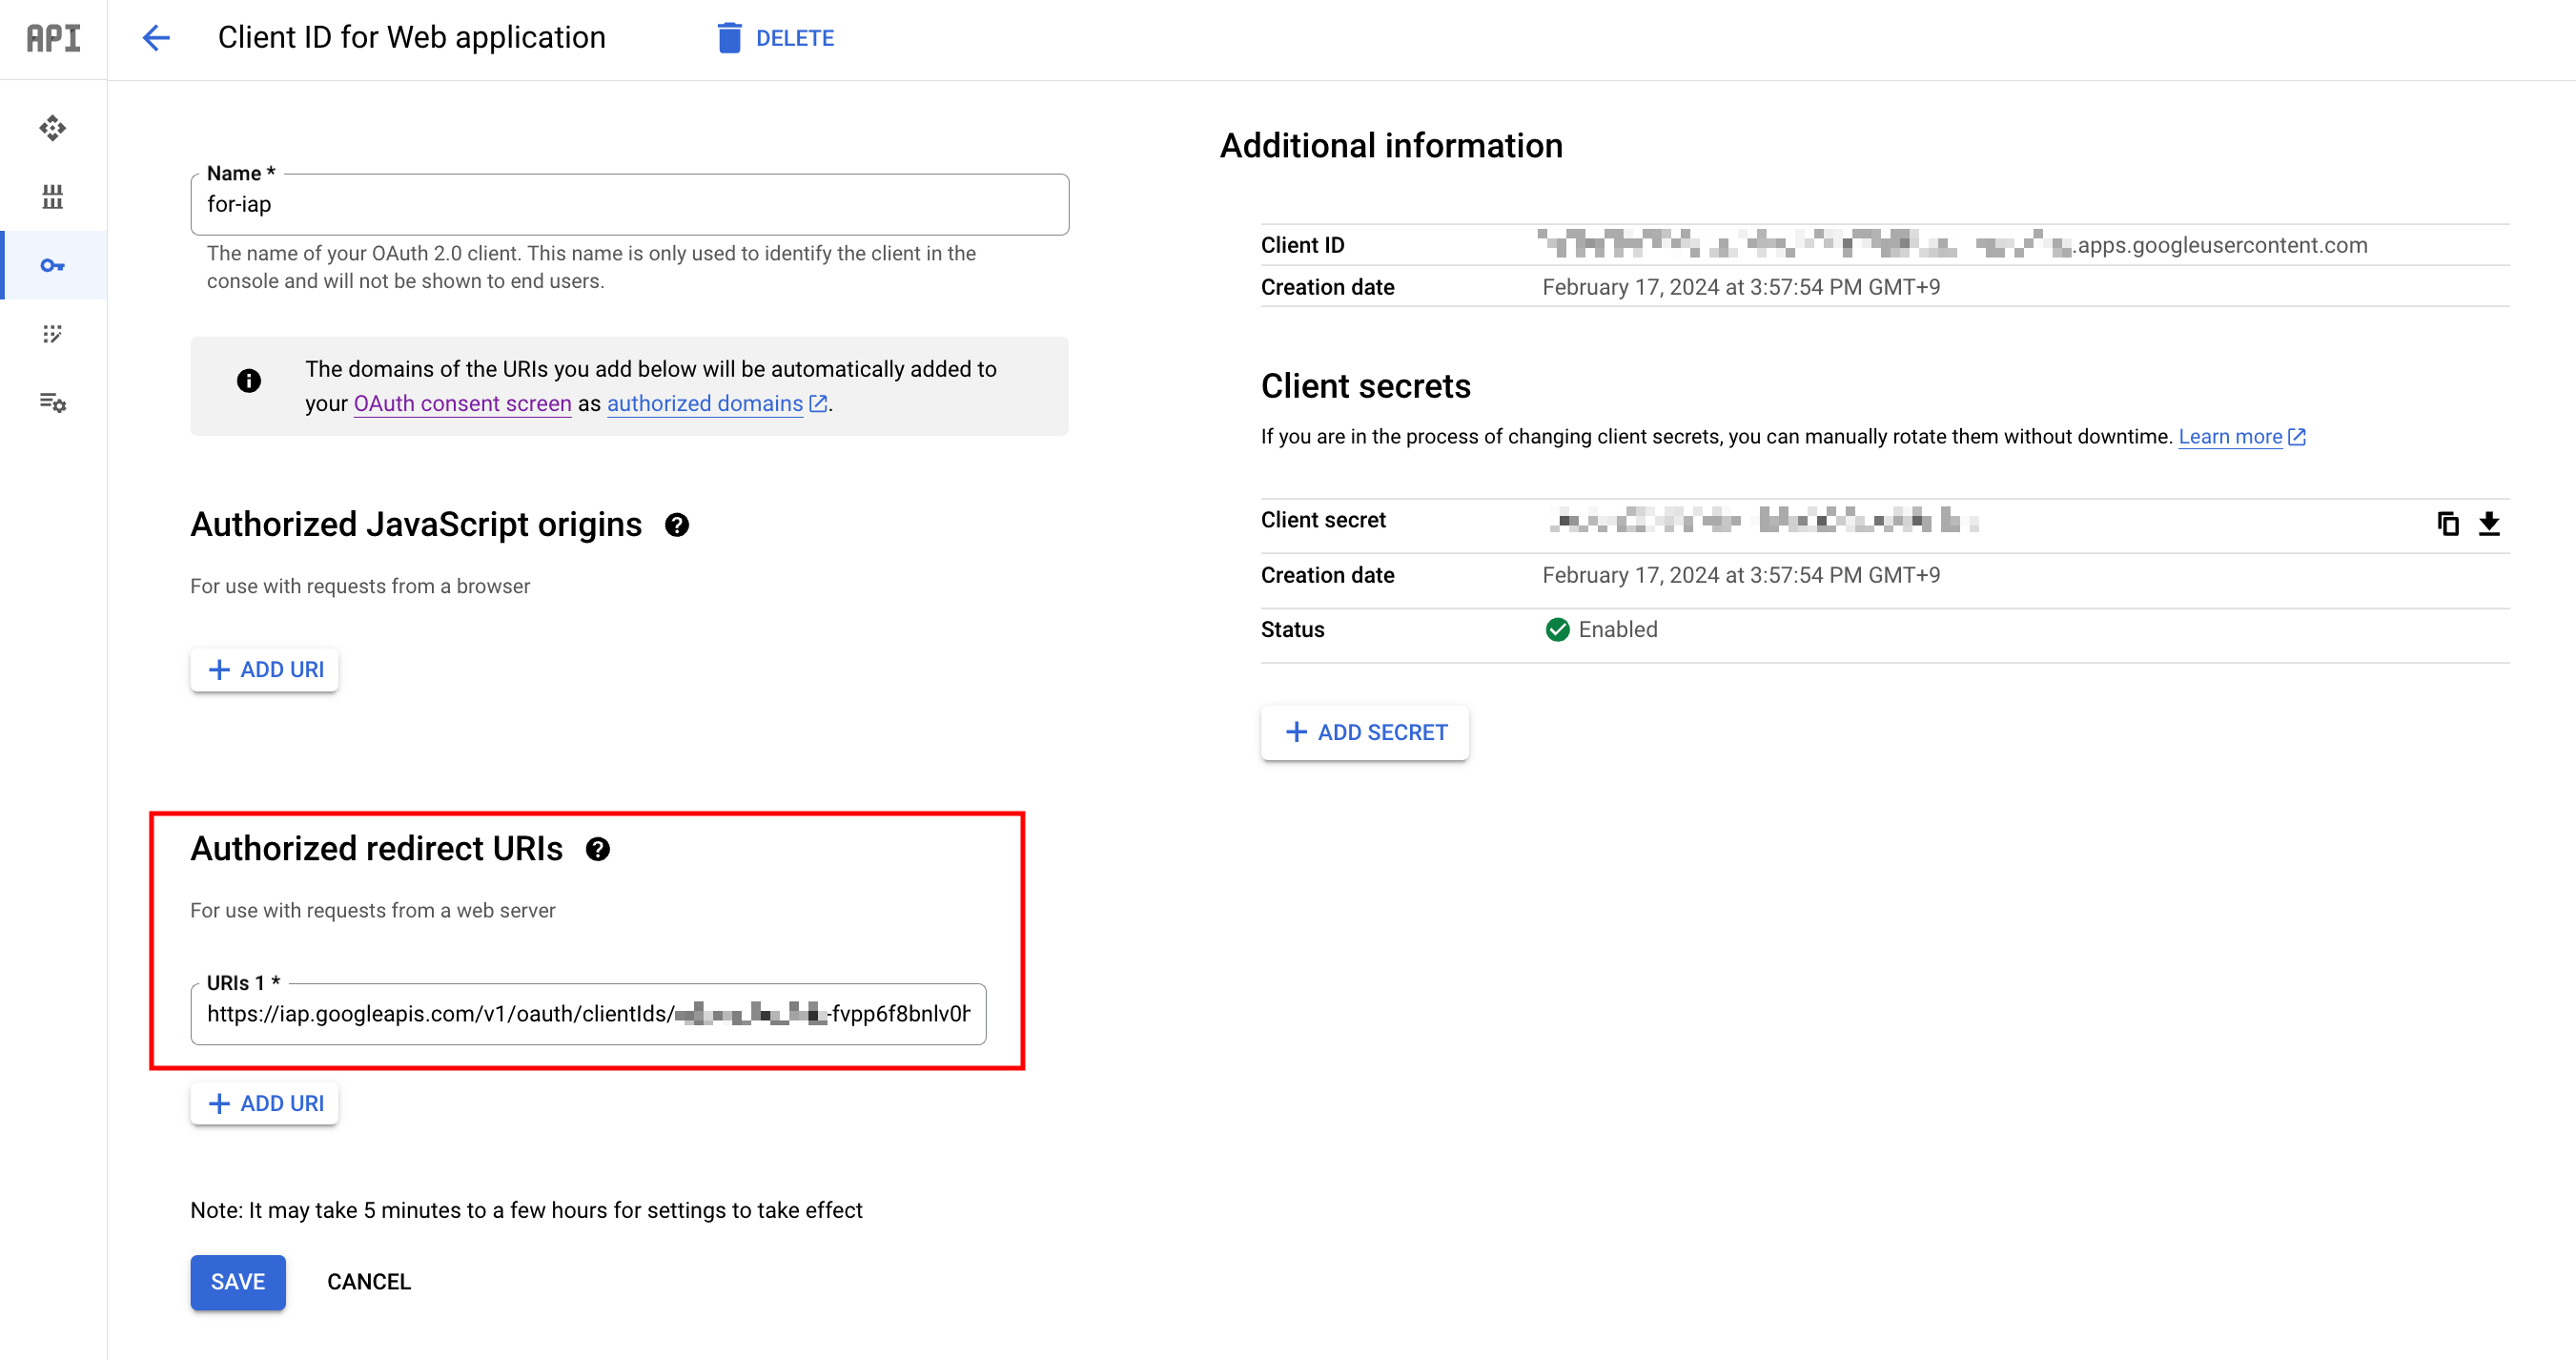 API
Client ID for Web application
DELETE
Name *
for-iap
The name of your OAuth 2.0 client. This name is only used to identify the client in the
console and will not be shown to end users.
The domains of the URIs you add below will be automatically added to
your OAuth consent screen as authorized domains.
Authorized JavaScript origins
For use with requests from a browser
ADD URI
Authorized redirect URIs
For use with requests from a web server
URIs 1 *
https://iap.googleapis.com/v1/oauth/clientIds/ -fvpp6f8bnlv0h
ADD URI
Note: It may take 5 minutes to a few hours for settings to take effect
SAVE
CANCEL
Additional information
Client ID
.apps.googleusercontent.com
Creation date
February 17, 2024 at 3:57:54 PM GMT+9
Client secrets
If you are in the process of changing client secrets, you can manually rotate them without downtime. Learn more
Client secret
Creation date
February 17, 2024 at 3:57:54 PM GMT+9
Status
Enabled
ADD SECRET